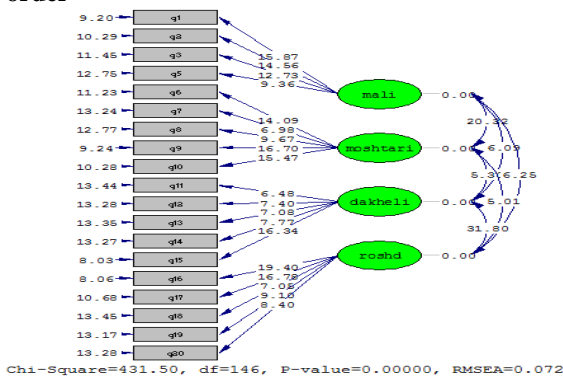 order
9.20 q1
10.29 q2
11.45 q3
12.75 q5
11.23 q6
13.24 q7
12.77 q8
9.24 q9
10.28 q10
13.44 q11
13.28 q12
13.35 q13
13.27 q14
8.03 q15
8.06 q16
10.68 q17
13.45 q18
13.17 q19
13.28 q20
15.87
14.56
12.73
9.36
14.09
6.98
9.67
16.70
15.47
6.48
7.40
7.08
7.77
16.34
19.40
16.78
7.05
9.10
8.40
mali 0.00
moshtari 0.00
dakheli 0.00
roshd 0.00
20.32
6.09
6.25
5.01
31.80
Chi-Square=431.50, df=146, P-value=0.00000, RMSEA=0.072